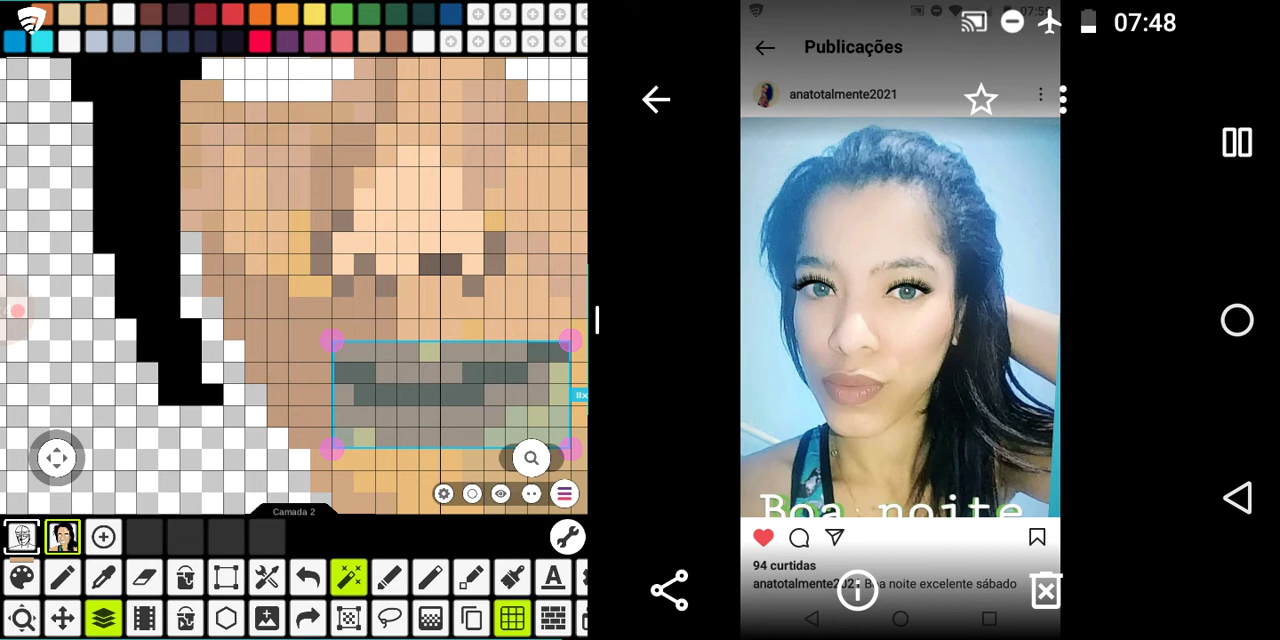 07:48
Publicações
anatotalmente2021
Boa noite
94 curtidas
anatotalmente2021 Boa noite excelente sábado
Camada 2
A